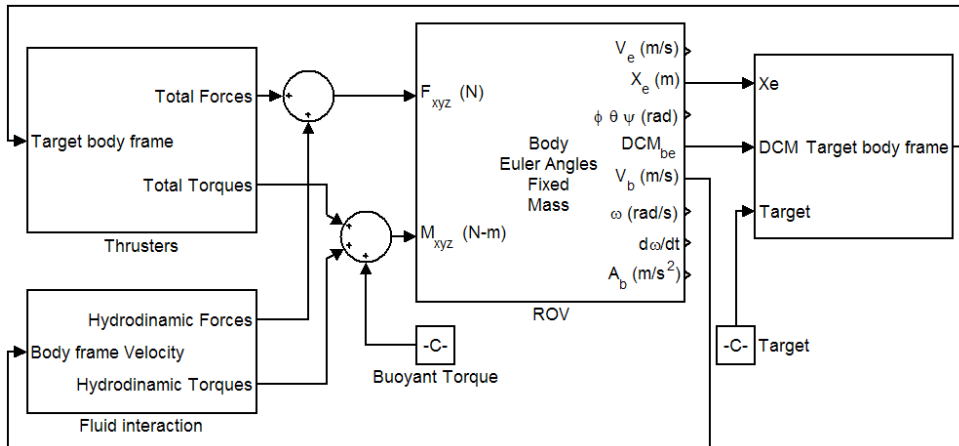 Total Forces
Target body frame
Total Torques
Thrusters
Hydrodinamic Forces
Body frame Velocity
Hydrodinamic Torques
Fluid interaction
+
+
+
+
+
-C-
Buoyant Torque
F_xyz (N)
M_xyz (N-m)
Body
Euler Angles
Fixed
Mass
V_e (m/s)
X_e (m)
ϕ θ ψ (rad)
DCM_be
V_b (m/s)
ω (rad/s)
dω/dt
A_b (m/s²)
ROV
Xe
DCM Target body frame
Target
-C- Target